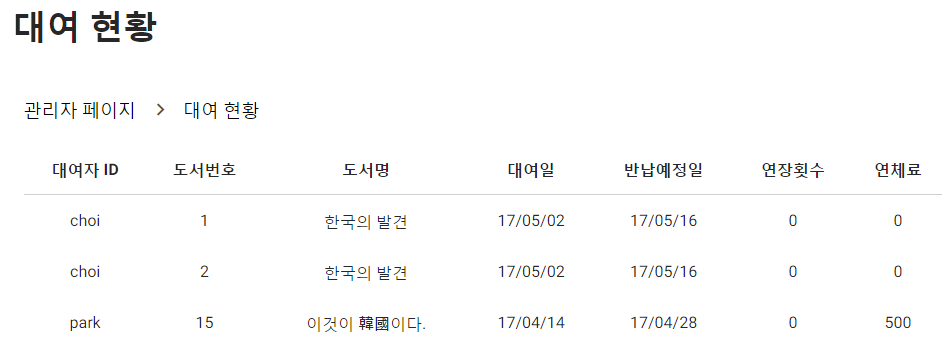 대여 현황
관리자 페이지 > 대여 현황
대여자 ID 도서번호 도서명 대여일 반납예정일 연장횟수 연체료
choi 1 한국의 발견 17/05/02 17/05/16 0 0
choi 2 한국의 발견 17/05/02 17/05/16 0 0
park 15 이것이 韓國이다. 17/04/14 17/04/28 0 500